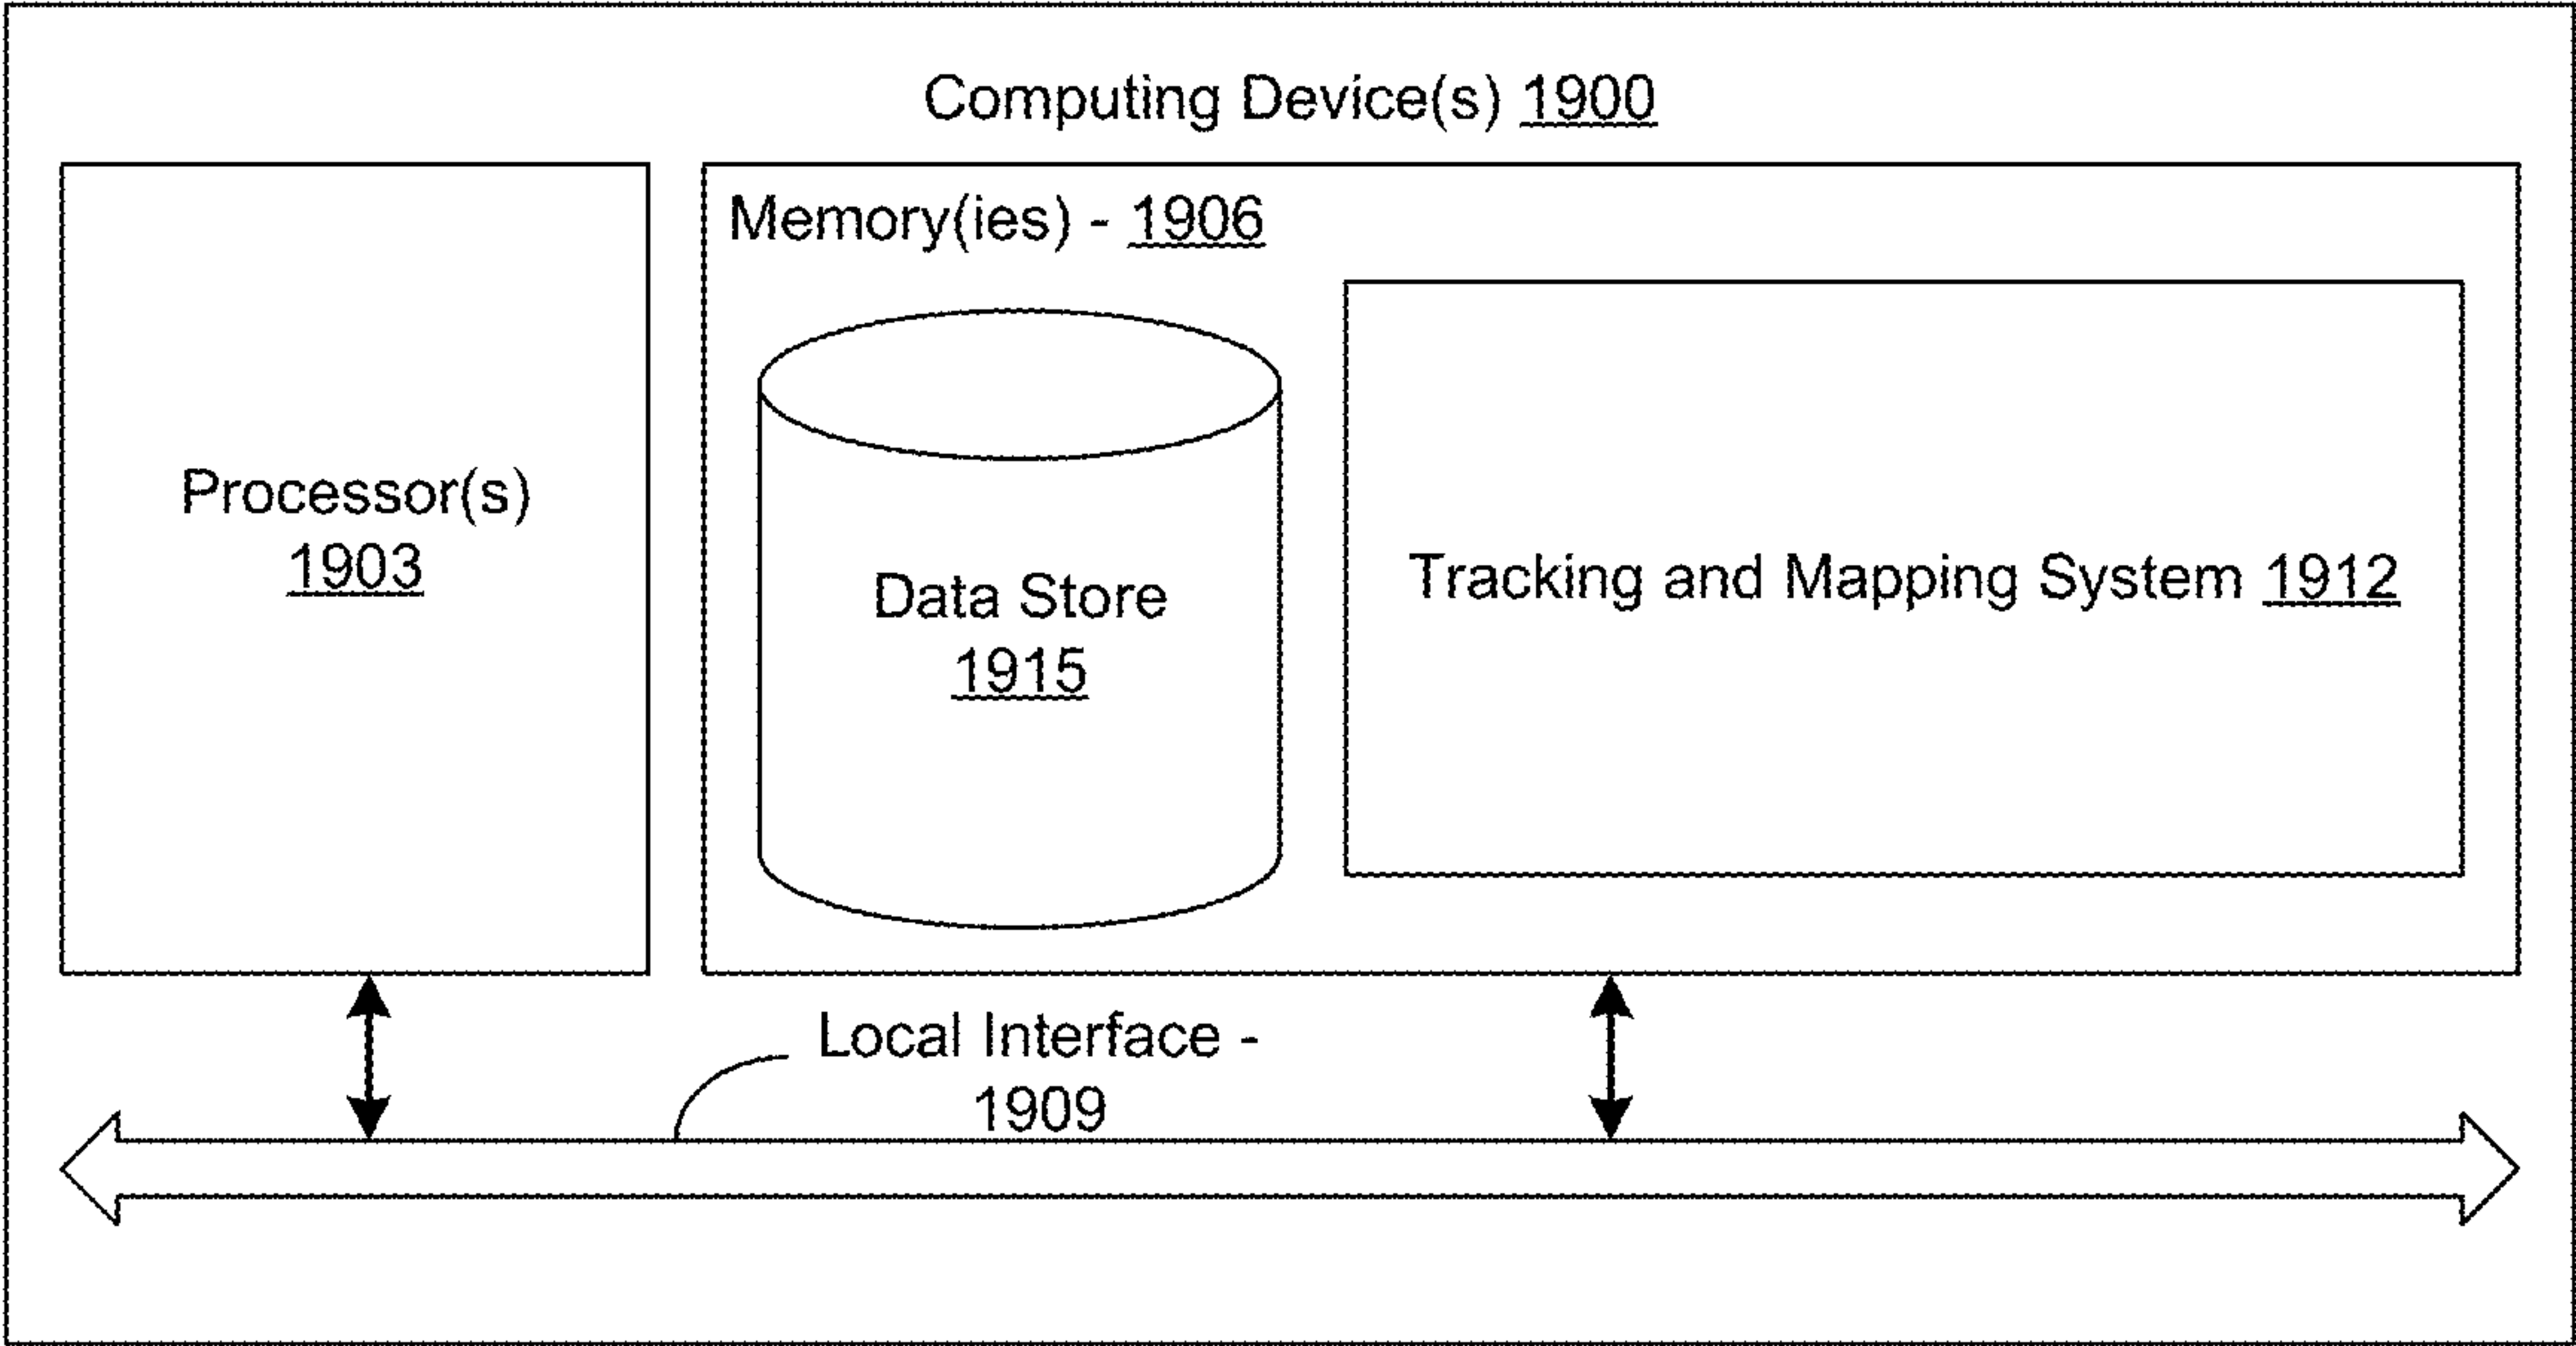 Computing Device(s) 1900
Memory(ies) - 1906
Processor(s)
1903
Data Store
1915
Tracking and Mapping System 1912
Local Interface -
1909